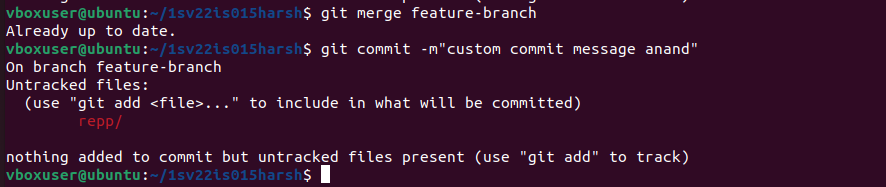 vboxuser@ubuntu:~/1sv22is015harsh$ git merge feature-branch
Already up to date.
vboxuser@ubuntu:~/1sv22is015harsh$ git commit -m"custom commit message anand"
On branch feature-branch
Untracked files:
  (use "git add <file>..." to include in what will be committed)
        repp/

nothing added to commit but untracked files present (use "git add" to track)
vboxuser@ubuntu:~/1sv22is015harsh$